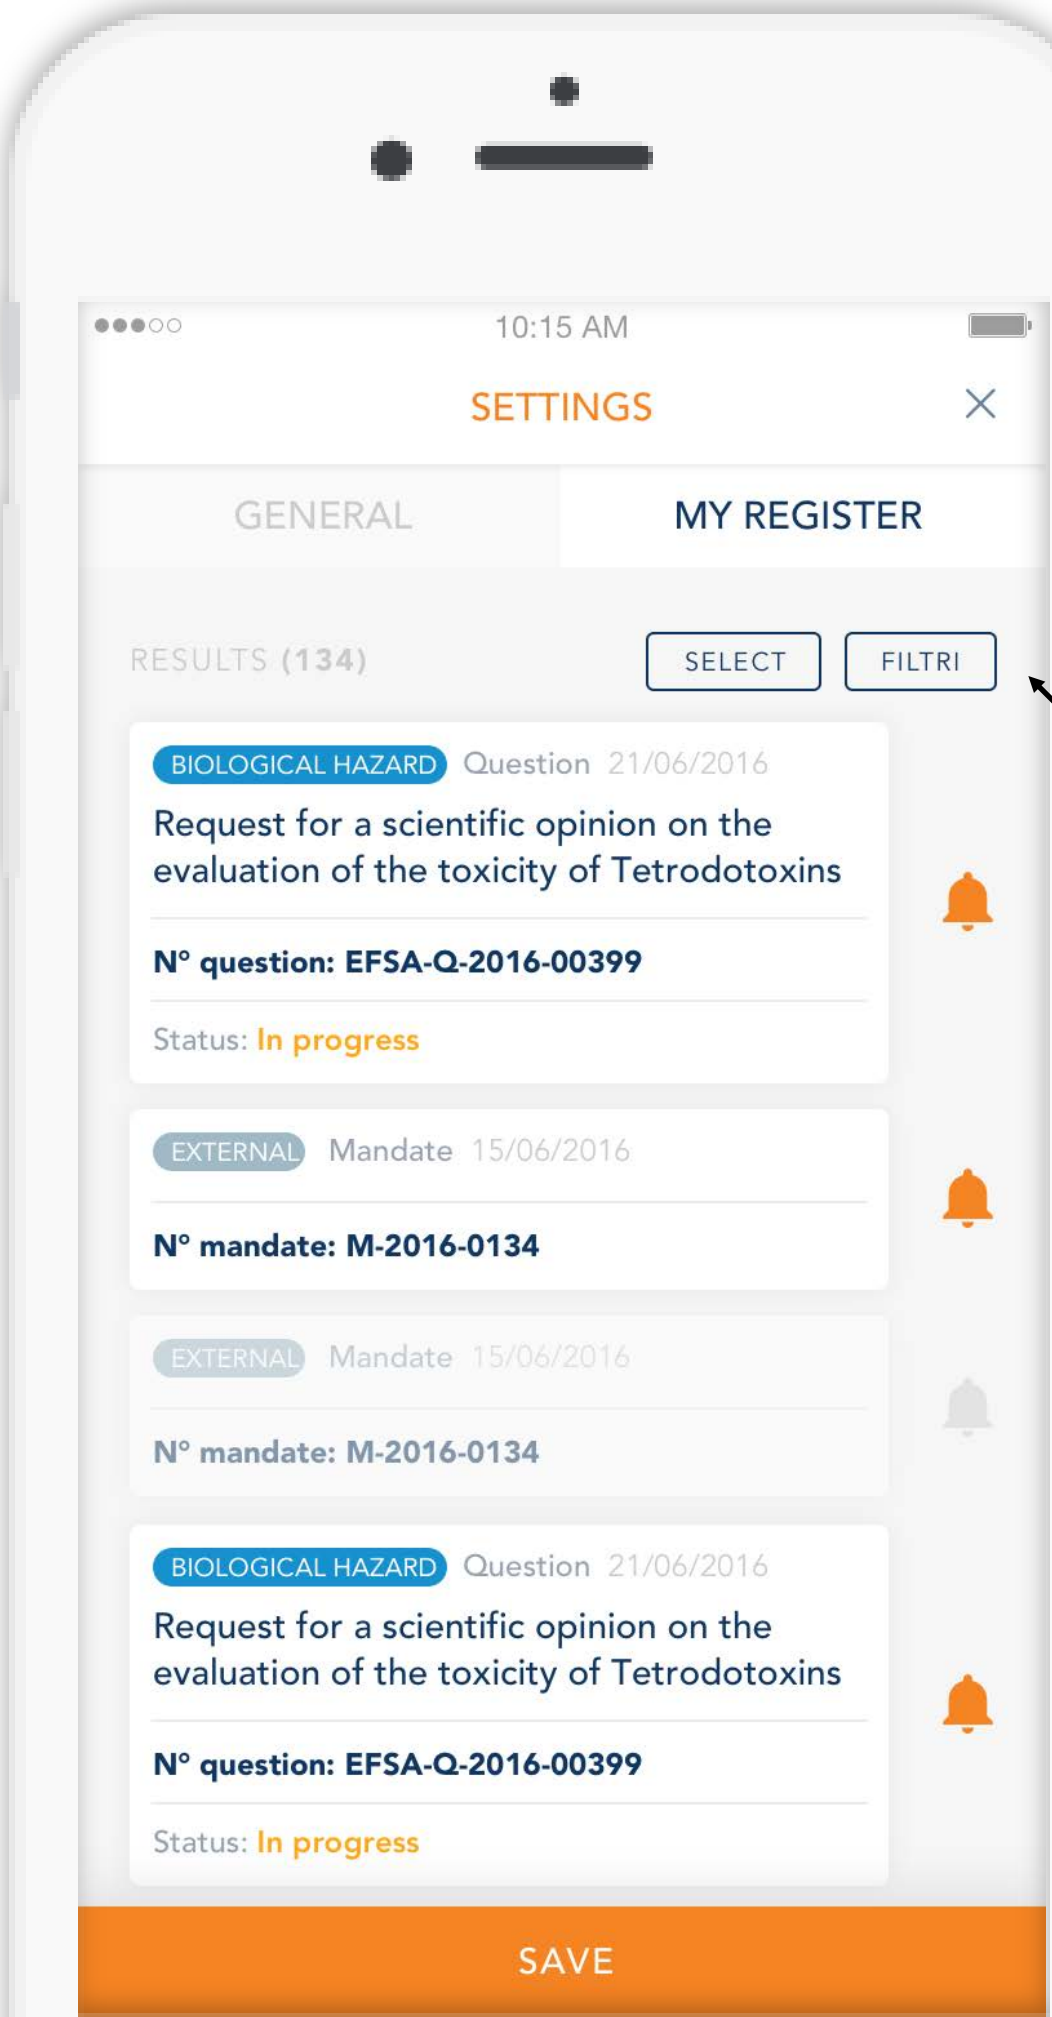 10:15 AM
SETTINGS
GENERAL MY REGISTER
RESULTS (134) SELECT FILTRI
BIOLOGICAL HAZARD Question 21/06/2016
Request for a scientific opinion on the
evaluation of the toxicity of Tetrodotoxins
N° question: EFSA-Q-2016-00399
Status: In progress
EXTERNAL Mandate 15/06/2016
N° mandate: M-2016-0134
EXTERNAL Mandate 15/06/2016
N° mandate: M-2016-0134
BIOLOGICAL HAZARD Question 21/06/2016
Request for a scientific opinion on the
evaluation of the toxicity of Tetrodotoxins
N° question: EFSA-Q-2016-00399
Status: In progress
SAVE